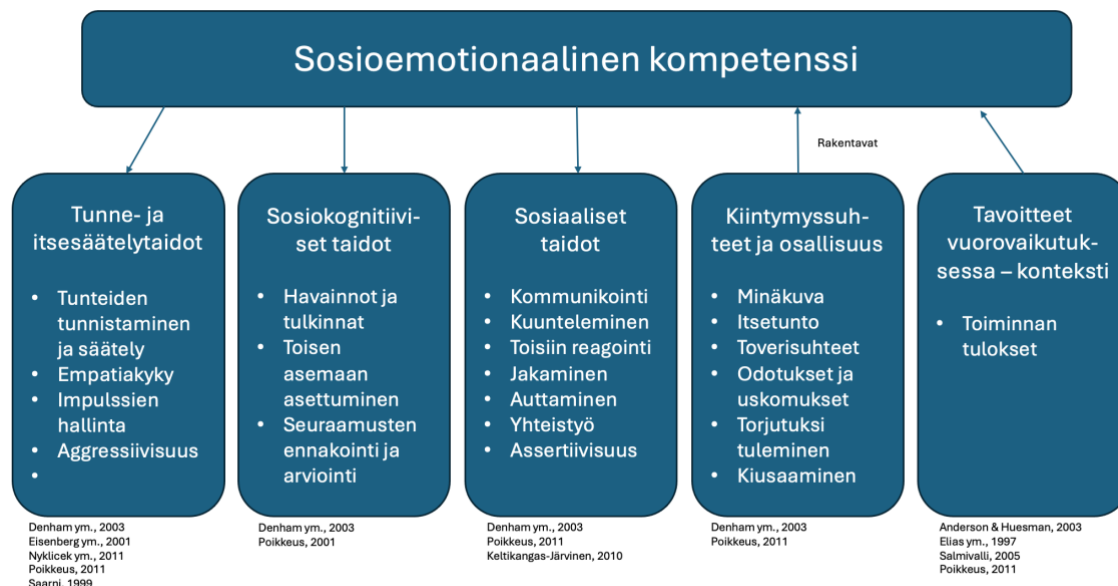 Sosioemotionaalinen kompetenssi
Rakentavat
Tunne- ja
itsesäätelytaidot
• Tunteiden
tunnistaminen
ja säätely
• Empatiakyky
• Impulssien
hallinta
• Aggressiivisuus
•
Denham ym., 2003
Eisenberg ym., 2001
Nyklicek ym., 2011
Poikkeus, 2011
Saarni, 1999
Sosiokognitiivi-
set taidot
• Havainnot ja
tulkinnat
• Toisen
asemaan
asettuminen
• Seuraamusten
ennakointi ja
arviointi
Denham ym., 2003
Poikkeus, 2001
Sosiaaliset
taidot
• Kommunikointi
• Kuunteleminen
• Toisiin reagointi
• Jakaminen
• Auttaminen
• Yhteistyö
• Assertiivisuus
Denham ym., 2003
Poikkeus, 2011
Keltikangas-Järvinen, 2010
Kiintymyssuh-
teet ja osallisuus
• Minäkuva
• Itsetunto
• Toverisuhteet
• Odotukset ja
uskomukset
• Torjutuksi
tuleminen
• Kiusaaminen
Denham ym., 2003
Poikkeus, 2011
Tavoitteet
vuorovaikutuk-
sessa – konteksti
• Toiminnan
tulokset
Anderson & Huesman, 2003
Elias ym., 1997
Salmivalli, 2005
Poikkeus, 2011